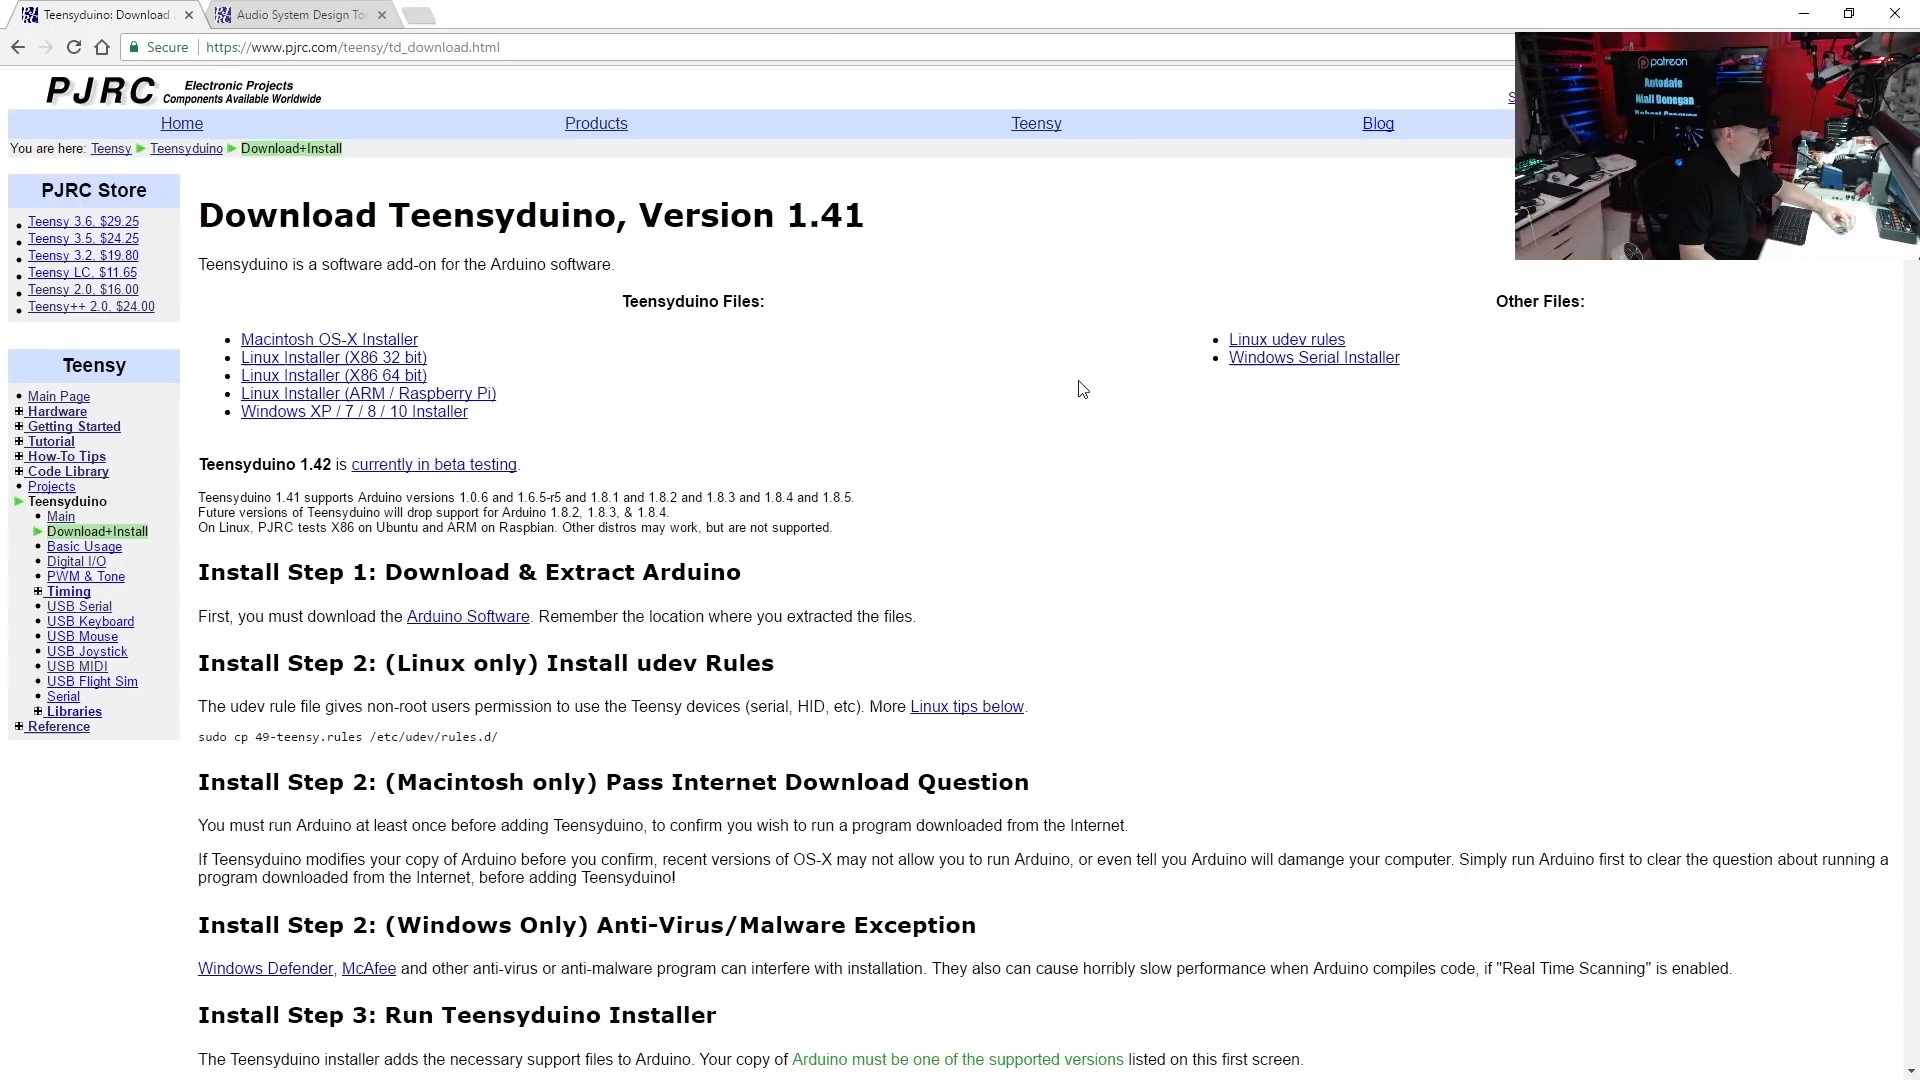 Teensyduino: Download
Audio System Design To
Secure
https://www.pjrc.com/teensy/td_download.html
PJRC
Electronic Projects
Components Available Worldwide
S
patreon
Autodafe
Niall Donegan
Home
Products
Teensy
Blog
You are here: Teensy Teensyduino Download+Install
PJRC Store
Teensy 3.6, $29.25
Teensy 3.5, $24.25
Teensy 3.2, $19.80
Teensy LC, $11.65
Teensy 2.0, $16.00
Teensy++ 2.0, $24.00
Teensy
Main Page
Hardware
Getting Started
Tutorial
How-To Tips
Code Library
Projects
Teensyduino
Main
Download+Install
Basic Usage
Digital I/O
PWM & Tone
Timing
USB Serial
USB Keyboard
USB Mouse
USB Joystick
USB MIDI
USB Flight Sim
Serial
Libraries
Reference
Download Teensyduino, Version 1.41
Teensyduino is a software add-on for the Arduino software.
Teensyduino Files:
Macintosh OS-X Installer
Linux Installer (X86 32 bit)
Linux Installer (X86 64 bit)
Linux Installer (ARM / Raspberry Pi)
Windows XP / 7 / 8 / 10 Installer
Other Files:
Linux udev rules
Windows Serial Installer
Teensyduino 1.42 is currently in beta testing.
Teensyduino 1.41 supports Arduino versions 1.0.6 and 1.6.5-r5 and 1.8.1 and 1.8.2 and 1.8.3 and 1.8.4 and 1.8.5.
Future versions of Teensyduino will drop support for Arduino 1.8.2, 1.8.3, & 1.8.4.
On Linux, PJRC tests X86 on Ubuntu and ARM on Raspbian. Other distros may work, but are not supported.
Install Step 1: Download & Extract Arduino
First, you must download the Arduino Software. Remember the location where you extracted the files.
Install Step 2: (Linux only) Install udev Rules
The udev rule file gives non-root users permission to use the Teensy devices (serial, HID, etc). More Linux tips below.
sudo cp 49-teensy.rules /etc/udev/rules.d/
Install Step 2: (Macintosh only) Pass Internet Download Question
You must run Arduino at least once before adding Teensyduino, to confirm you wish to run a program downloaded from the Internet.
If Teensyduino modifies your copy of Arduino before you confirm, recent versions of OS-X may not allow you to run Arduino, or even tell you Arduino will damange your computer. Simply run Arduino first to clear the question about running a
program downloaded from the Internet, before adding Teensyduino!
Install Step 2: (Windows Only) Anti-Virus/Malware Exception
Windows Defender, McAfee and other anti-virus or anti-malware program can interfere with installation. They also can cause horribly slow performance when Arduino compiles code, if "Real Time Scanning" is enabled.
Install Step 3: Run Teensyduino Installer
The Teensyduino installer adds the necessary support files to Arduino. Your copy of Arduino must be one of the supported versions listed on this first screen.